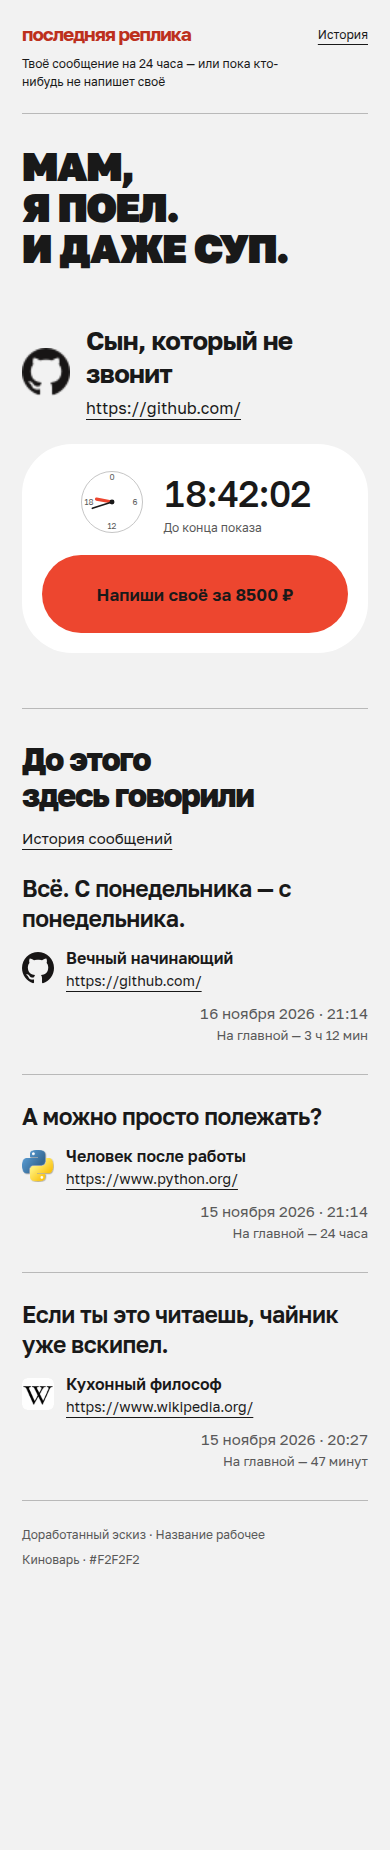 последняя реплика
История
Твоё сообщение на 24 часа — или пока кто-
нибудь не напишет своё
МАМ,
Я ПОЕЛ.
И ДАЖЕ СУП.
Сын, который не
звонит
https://github.com/
0
18
6
12
18:42:02
До конца показа
Напиши своё за 8500 ₽
До этого
здесь говорили
История сообщений
Всё. С понедельника — с
понедельника.
Вечный начинающий
https://github.com/
16 ноября 2026 · 21:14
На главной — 3 ч 12 мин
А можно просто полежать?
Человек после работы
https://www.python.org/
15 ноября 2026 · 21:14
На главной — 24 часа
Если ты это читаешь, чайник
уже вскипел.
W
Кухонный философ
https://www.wikipedia.org/
15 ноября 2026 · 20:27
На главной — 47 минут
Доработанный эскиз · Название рабочее
Киноварь · #F2F2F2